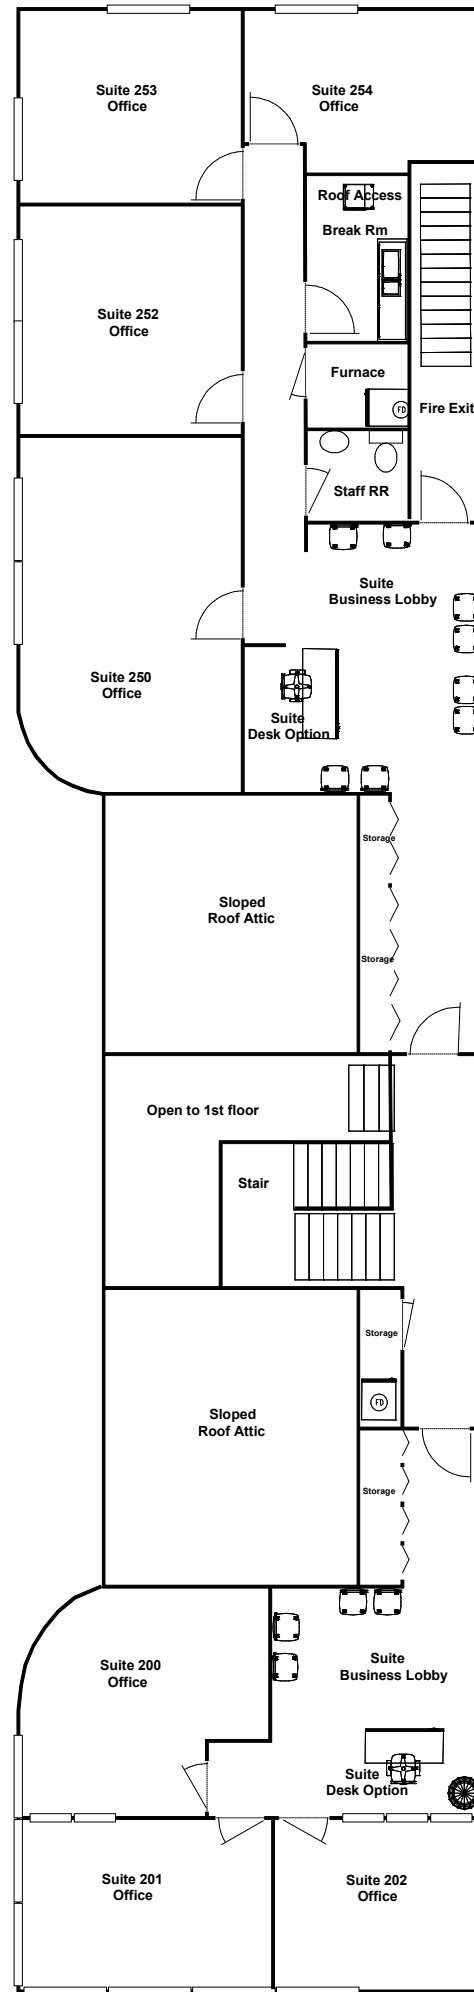 Suite 253
Office
Suite 254
Office
Roof Access
Break Rm
Suite 252
Office
Furnace
FD
Fire Exit
Staff RR
Suite
Business Lobby
Suite 250
Office
Suite
Desk Option
Storage
Sloped
Roof Attic
Storage
Open to 1st floor
Stair
Storage
FD
Sloped
Roof Attic
Storage
Suite 200
Office
Suite
Business Lobby
Suite
Desk Option
Suite 201
Office
Suite 202
Office